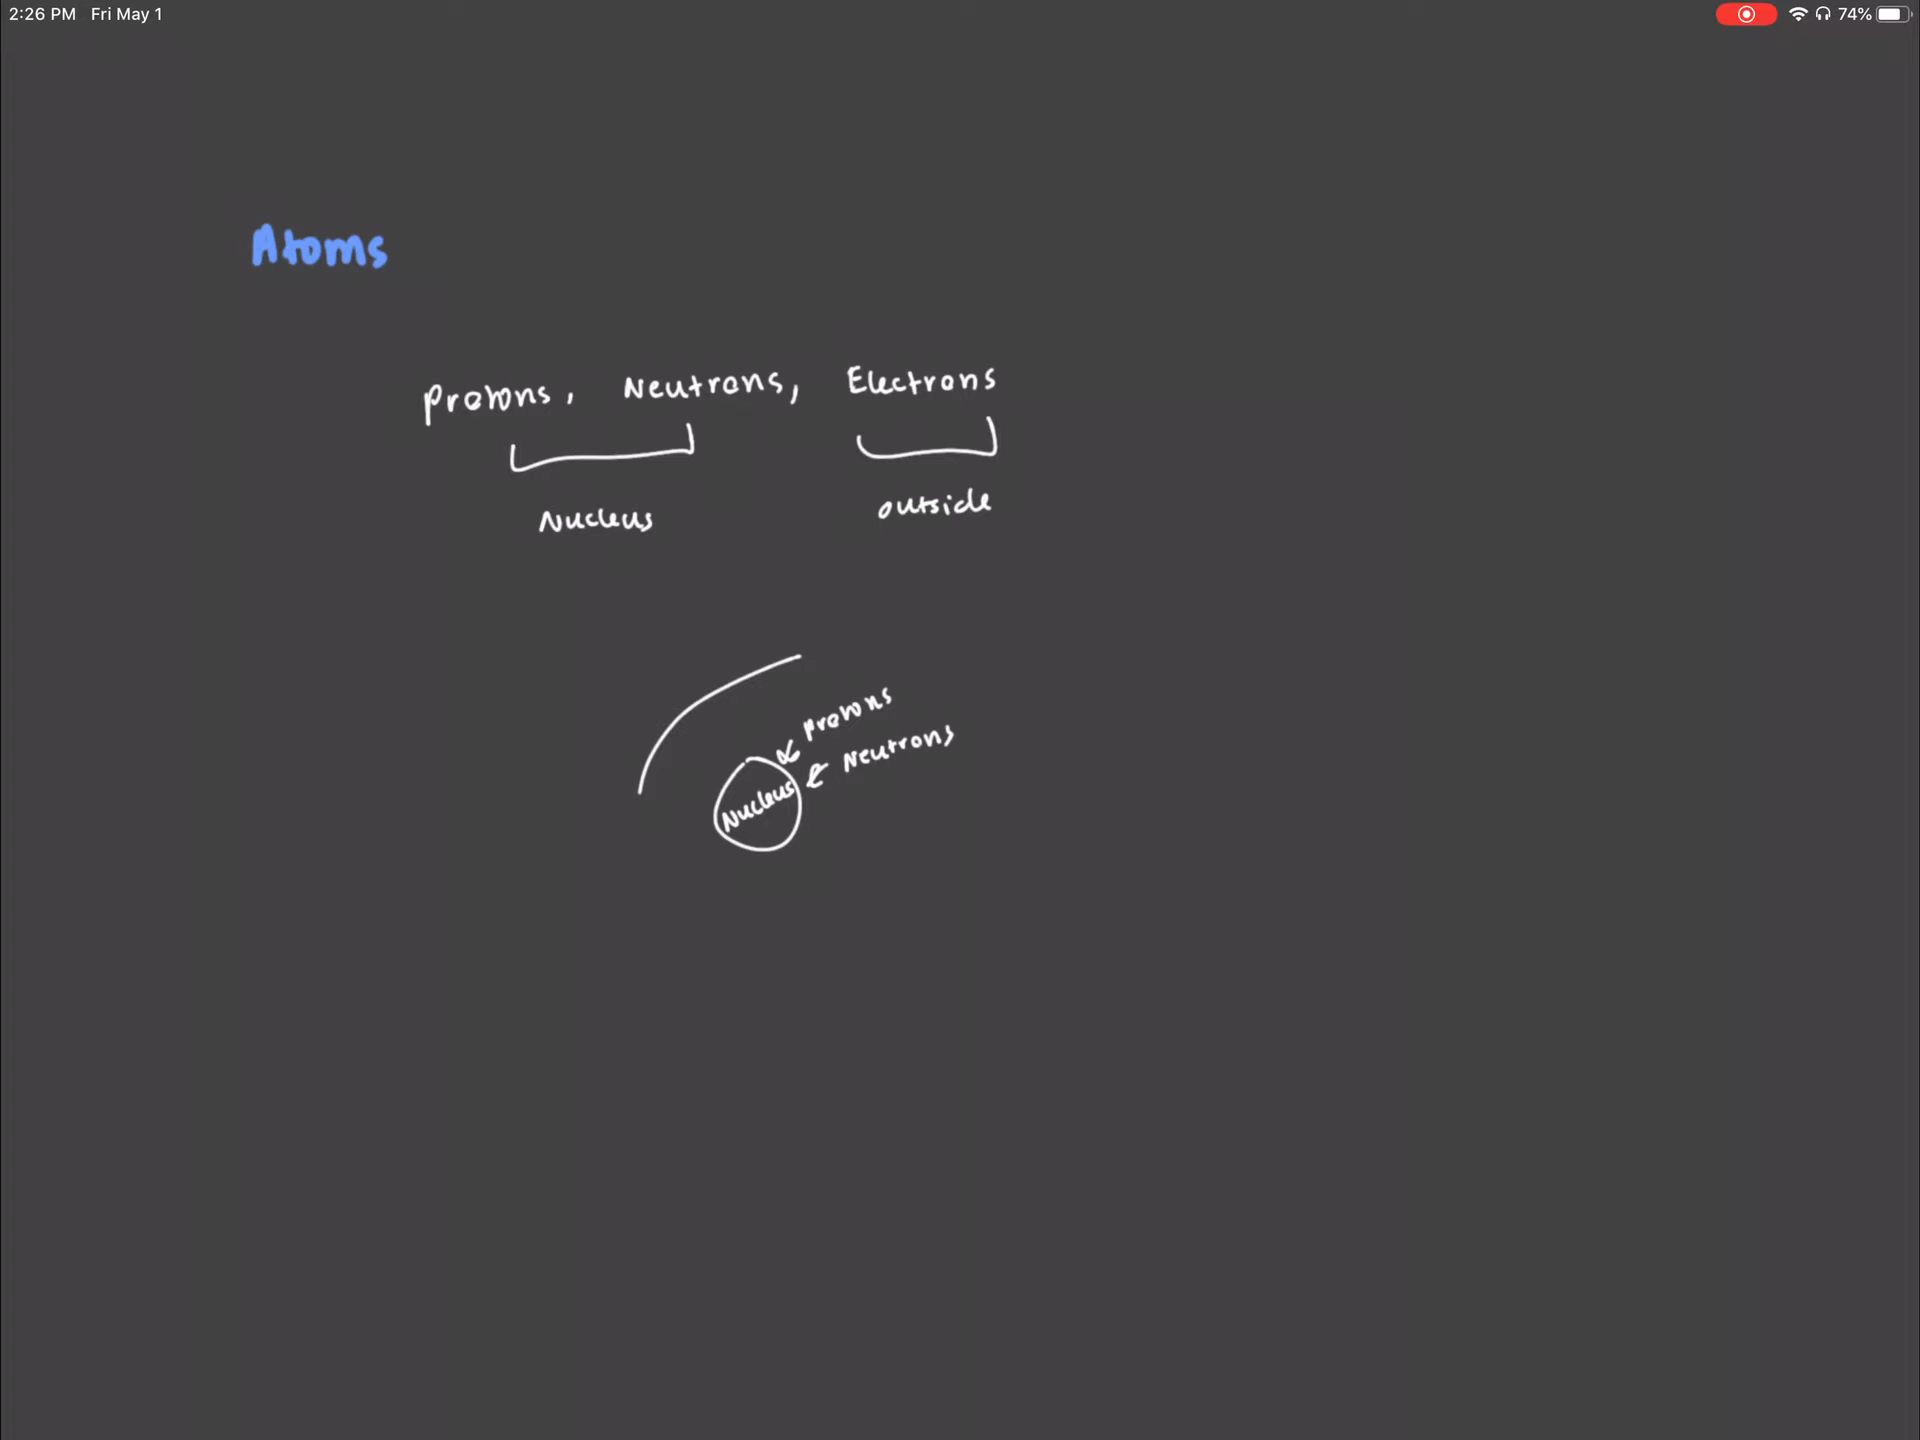 2:26 PM Fri May 1 74%
Atoms
Protons, Neutrons, Electrons
Nucleus outside
Protons
Neutrons
Nucleus